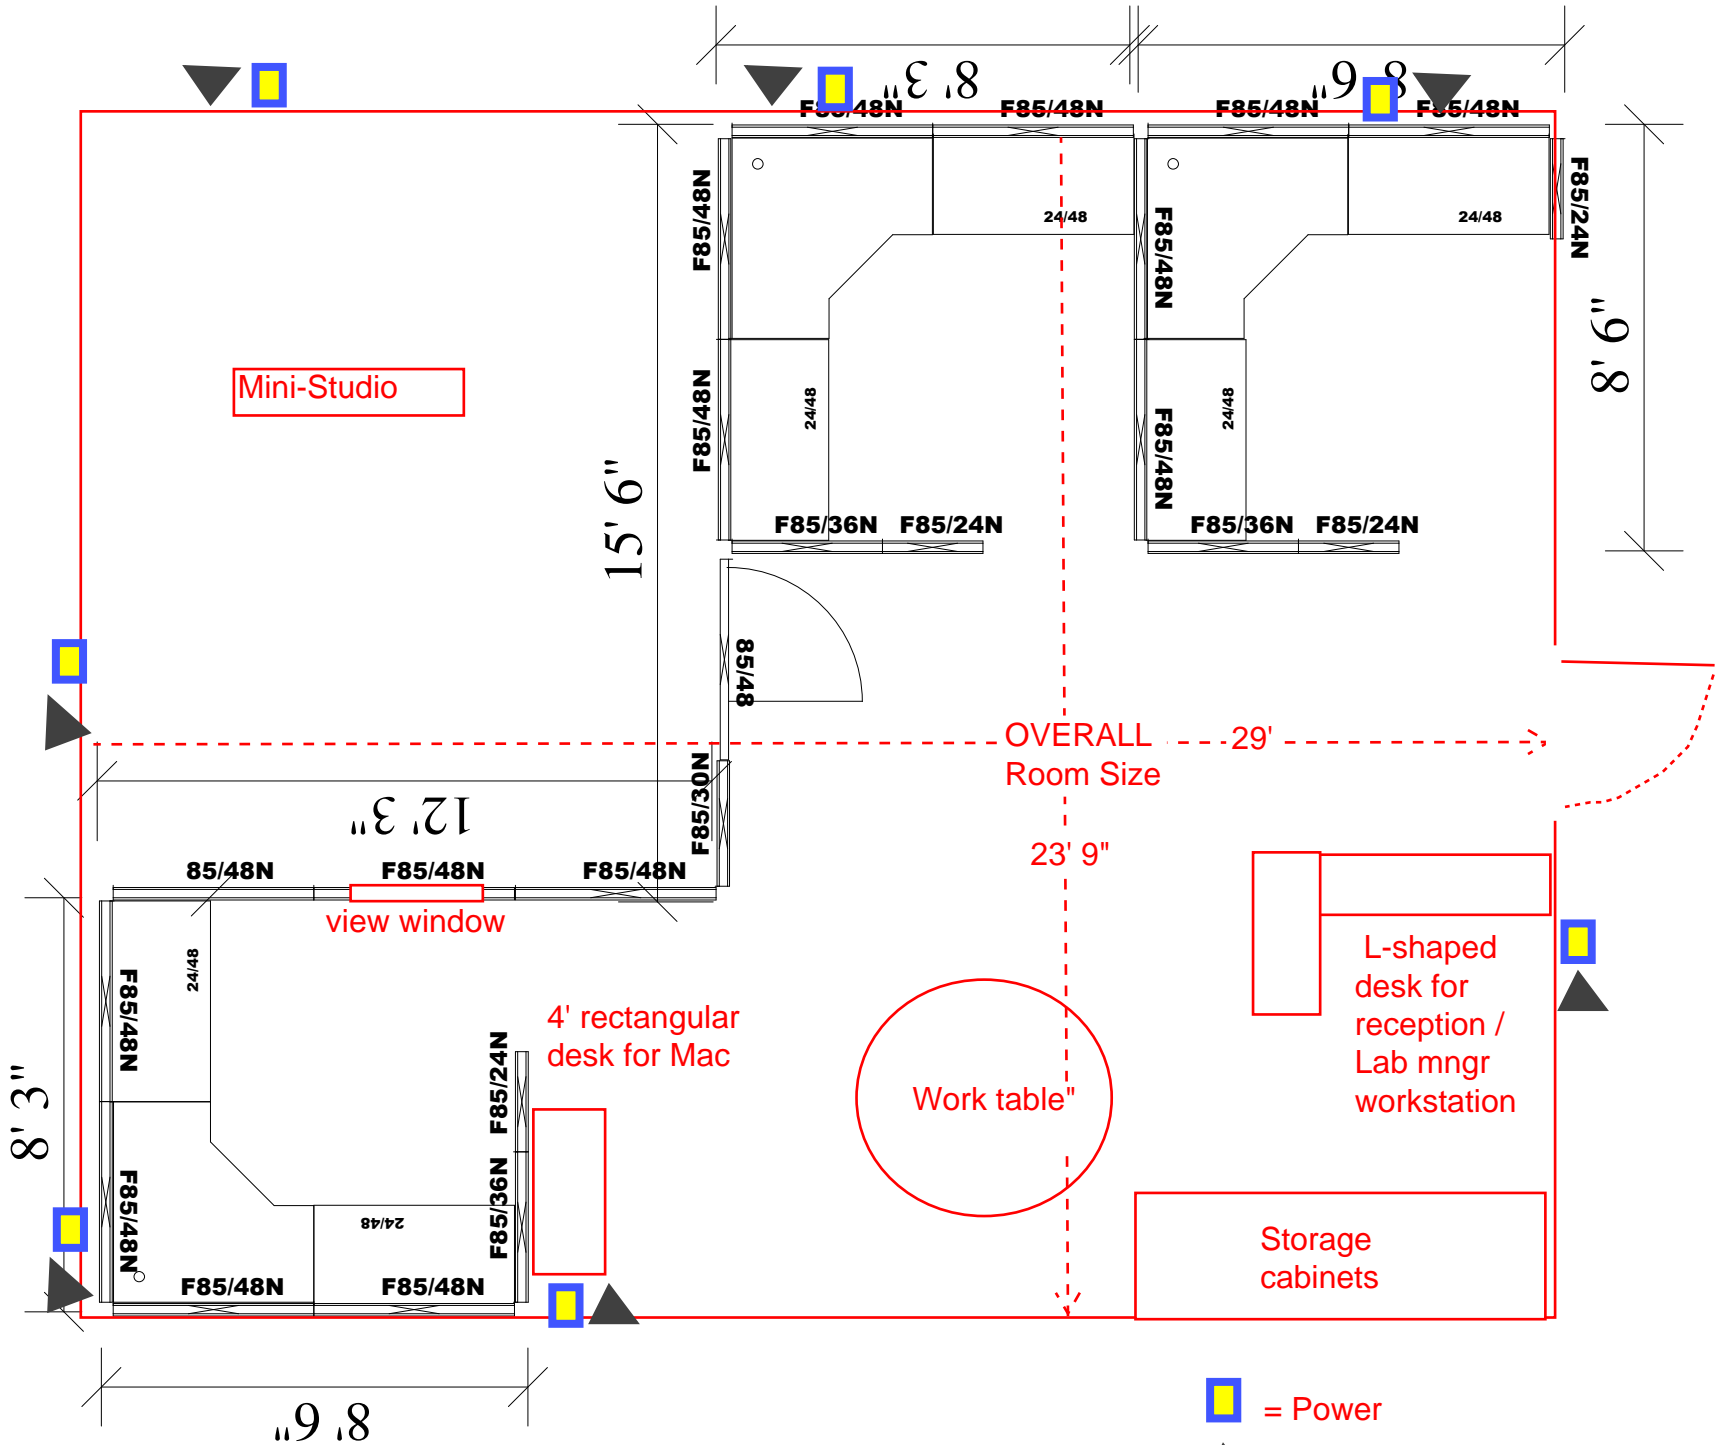 8' 3"
8' 6"
F85/48N
F85/48N
F85/48N
F85/48N
F85/48N
24/48
F85/48N
24/48
F85/24N
8' 9"
Mini-Studio
F85/48N
24/48
F85/48N
24/48
15' 6"
F85/36N
F85/24N
F85/36N
F85/24N
85/48
OVERALL
Room Size
29'
F85/30N
12' 3"
23' 9"
85/48N
F85/48N
F85/48N
view window
24/48
F85/48N
L-shaped
desk for
reception /
Lab mngr
workstation
4' rectangular
desk for Mac
8' 3"
F85/24N
Work table"
F85/48N
F85/36N
24/48
Storage
cabinets
F85/48N
F85/48N
8' 6"
= Power